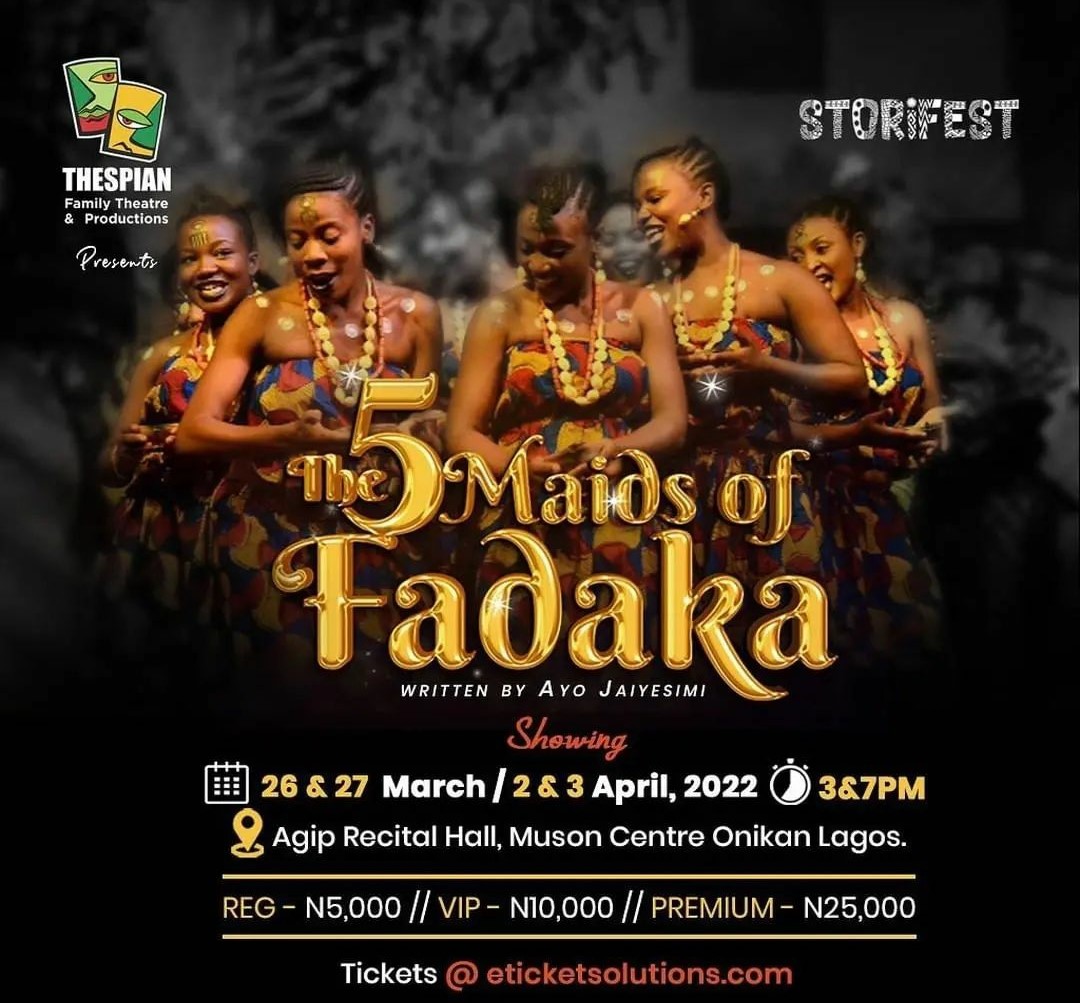 THESPIAN
Family Theatre
& Productions
Presents
STORiFEST
The 5 Maids of
Fadaka
WRITTEN BY AYO JAIYESIMI
Showing
26 & 27 March / 2 & 3 April, 2022 3&7PM
Agip Recital Hall, Muson Centre Onikan Lagos.
REG - N5,000 // VIP - N10,000 // PREMIUM - N25,000
Tickets @ eticketsolutions.com